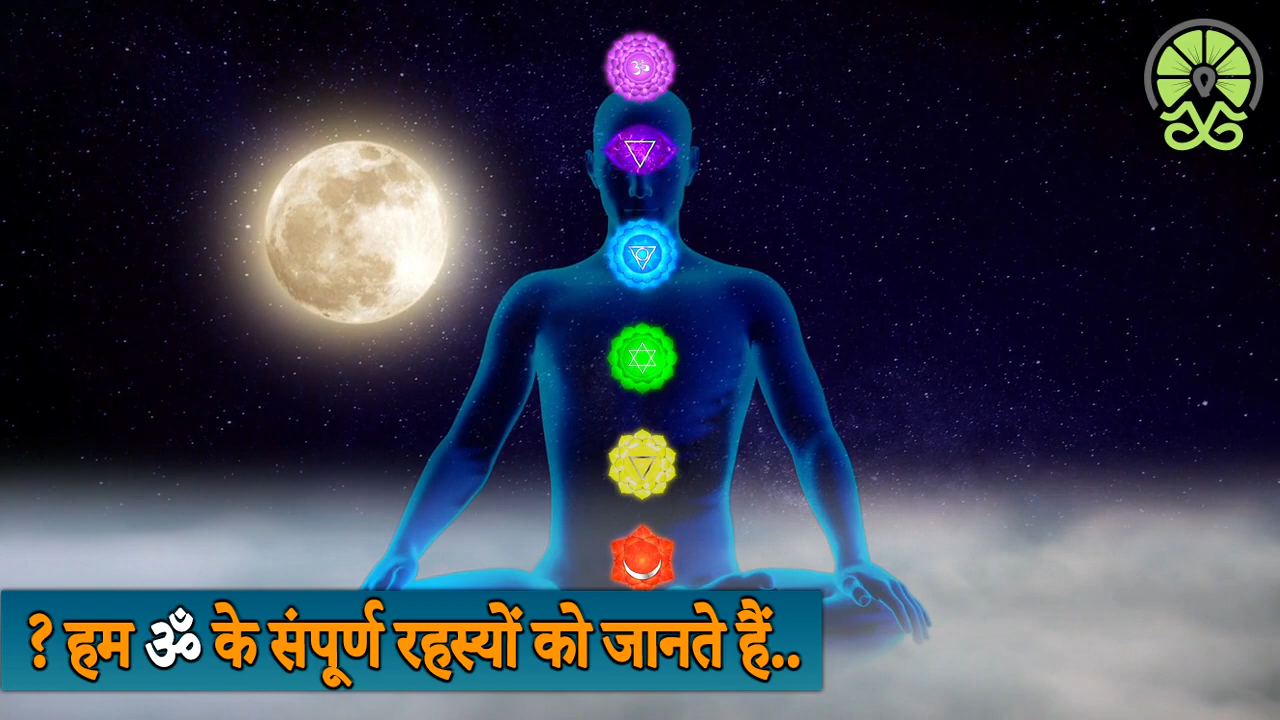 ॐ
? हम ॐ के संपूर्ण रहस्यों को जानते हैं..